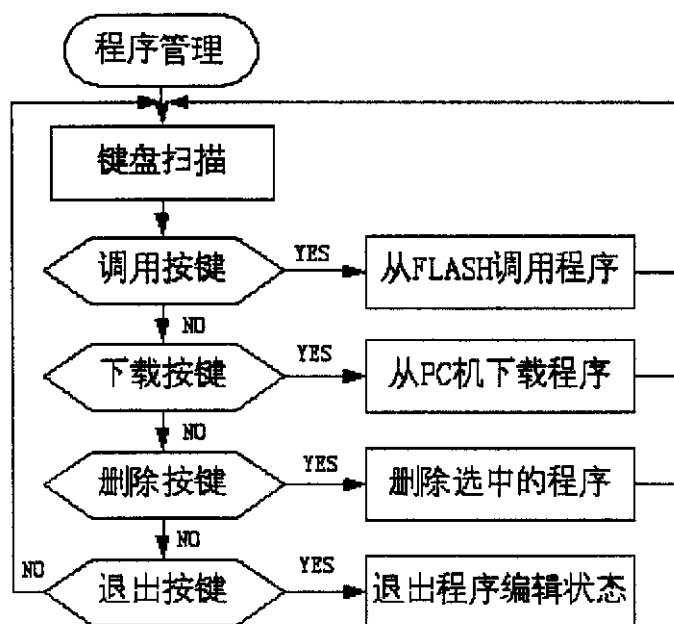 程序管理
键盘扫描
调用按键
YES
从FLASH调用程序
NO
下载按键
YES
从PC机下载程序
NO
删除按键
YES
删除选中的程序
NO
NO
退出按键
YES
退出程序编辑状态